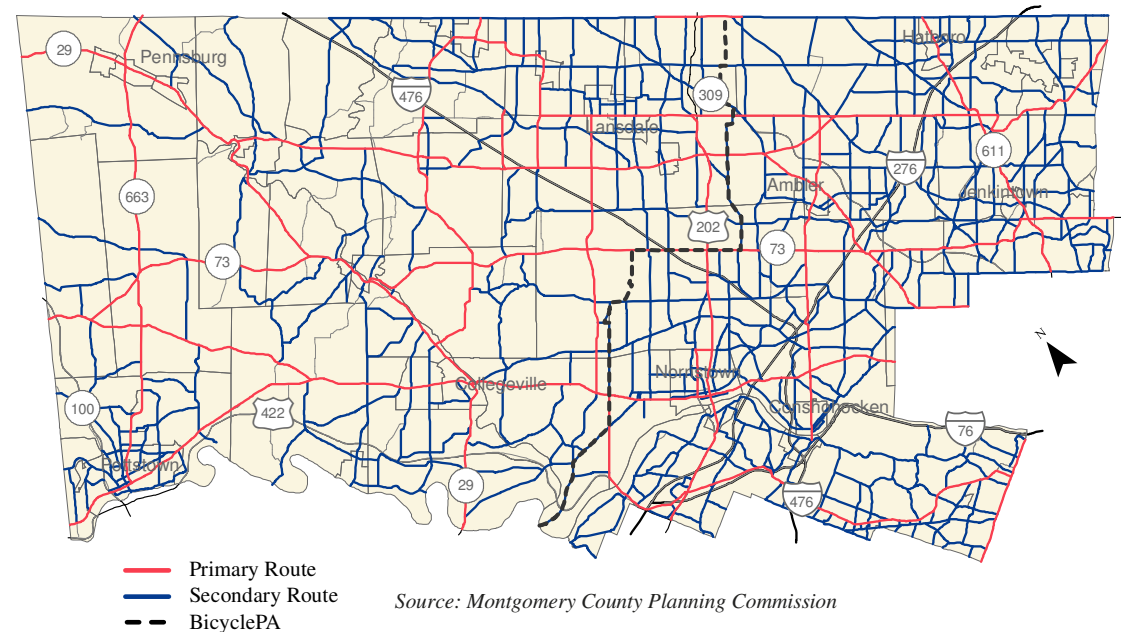 29
Pennsburg
Hatboro
476
309
Lansdale
611
276
663
Ambler
Jenkintown
202
73
73
Norristown
Collegeville
100
422
Conshohocken
76
Pottstown
29
476
N
Primary Route
Secondary Route
Source: Montgomery County Planning Commission
BicyclePA